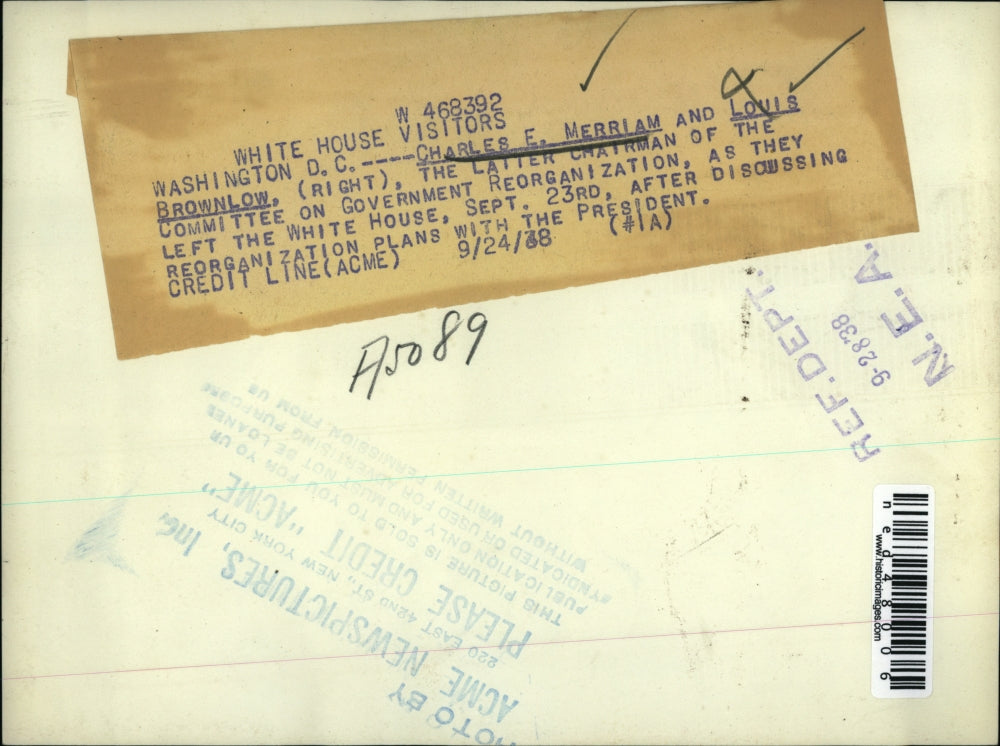 W 468392
WHITE HOUSE VISITORS
WASHINGTON D.C. ----CHARLES E. MERRIAM AND LOUIS
BROWNLOW, (RIGHT), THE LATTER CHAIRMAN OF THE
COMMITTEE ON GOVERNMENT REORGANIZATION, AS THEY
LEFT THE WHITE HOUSE, SEPT. 23RD, AFTER DISCUSSING
REORGANIZATION PLANS WITH THE PRESIDENT.
CREDIT LINE(ACME) 9/24/38 (#1A)
A5089
REF. DEPT.
9-28 38
N.E.A.
OTO BY
ACME NEWSPICTURES, Inc.
220 EAST 42ND ST., NEW YORK CITY
PLEASE CREDIT "ACME"
THIS PICTURE IS SOLD TO YOU FOR YOUR
PUBLICATION ONLY AND MUST NOT BE LOANED
SYNDICATED OR USED FOR ADVERTISING PURPOSES
WITHOUT WRITTEN PERMISSION FROM US
ned48006
www.historicimages.com